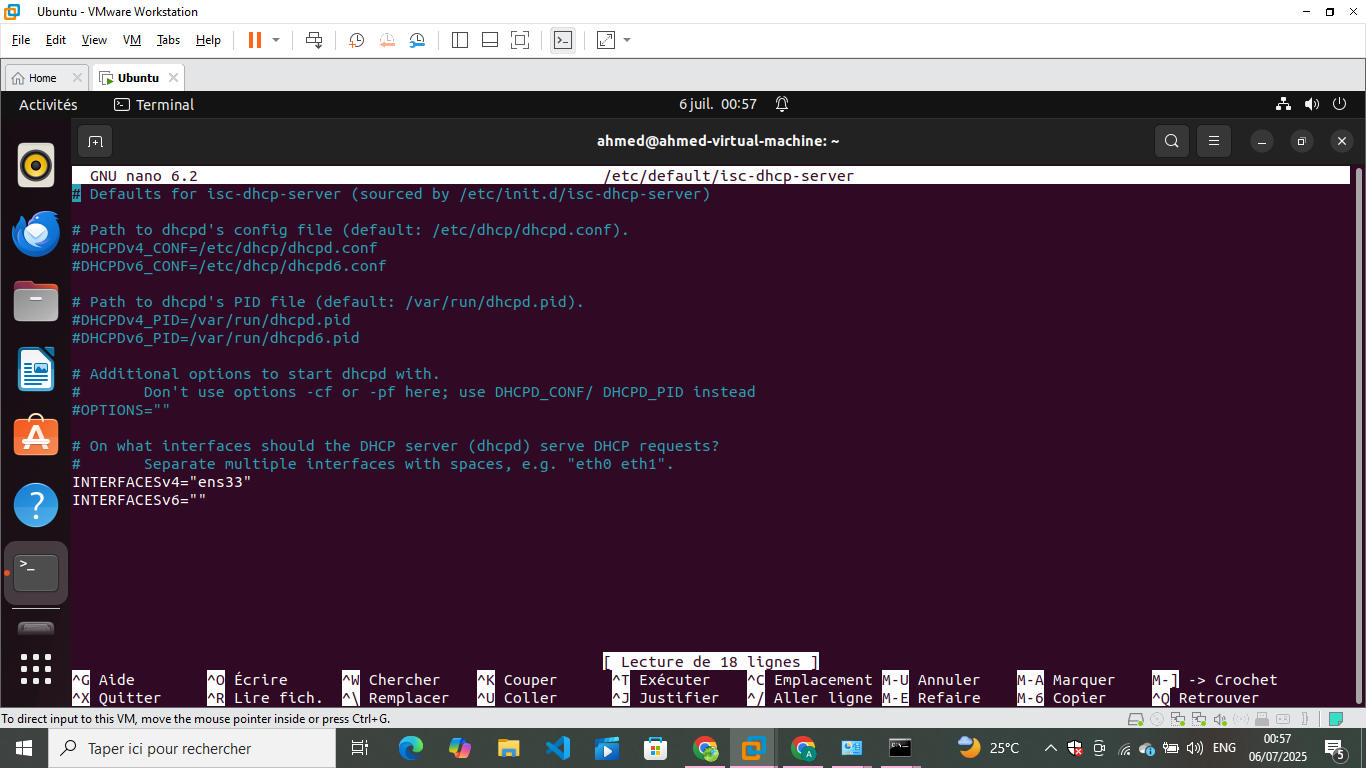 Ubuntu - VMware Workstation
File Edit View VM Tabs Help
Home Ubuntu
Activités Terminal 6 juil. 00:57
ahmed@ahmed-virtual-machine: ~
GNU nano 6.2 /etc/default/isc-dhcp-server
# Defaults for isc-dhcp-server (sourced by /etc/init.d/isc-dhcp-server)
# Path to dhcpd's config file (default: /etc/dhcp/dhcpd.conf).
#DHCPDv4_CONF=/etc/dhcp/dhcpd.conf
#DHCPDv6_CONF=/etc/dhcp/dhcpd6.conf
# Path to dhcpd's PID file (default: /var/run/dhcpd.pid).
#DHCPDv4_PID=/var/run/dhcpd.pid
#DHCPDv6_PID=/var/run/dhcpd6.pid
# Additional options to start dhcpd with.
#       Don't use options -cf or -pf here; use DHCPD_CONF/ DHCPD_PID instead
#OPTIONS=""
# On what interfaces should the DHCP server (dhcpd) serve DHCP requests?
#       Separate multiple interfaces with spaces, e.g. "eth0 eth1".
INTERFACESv4="ens33"
INTERFACESv6=""
[ Lecture de 18 lignes ]
^G Aide ^O Écrire ^W Chercher ^K Couper ^T Exécuter ^C Emplacement M-U Annuler M-A Marquer M-] -> Crochet
^X Quitter ^R Lire fich. ^\ Remplacer ^U Coller ^J Justifier ^/ Aller ligne M-E Refaire M-6 Copier ^Q Retrouver
To direct input to this VM, move the mouse pointer inside or press Ctrl+G.
Taper ici pour rechercher 25°C ENG 00:57
06/07/2025 5